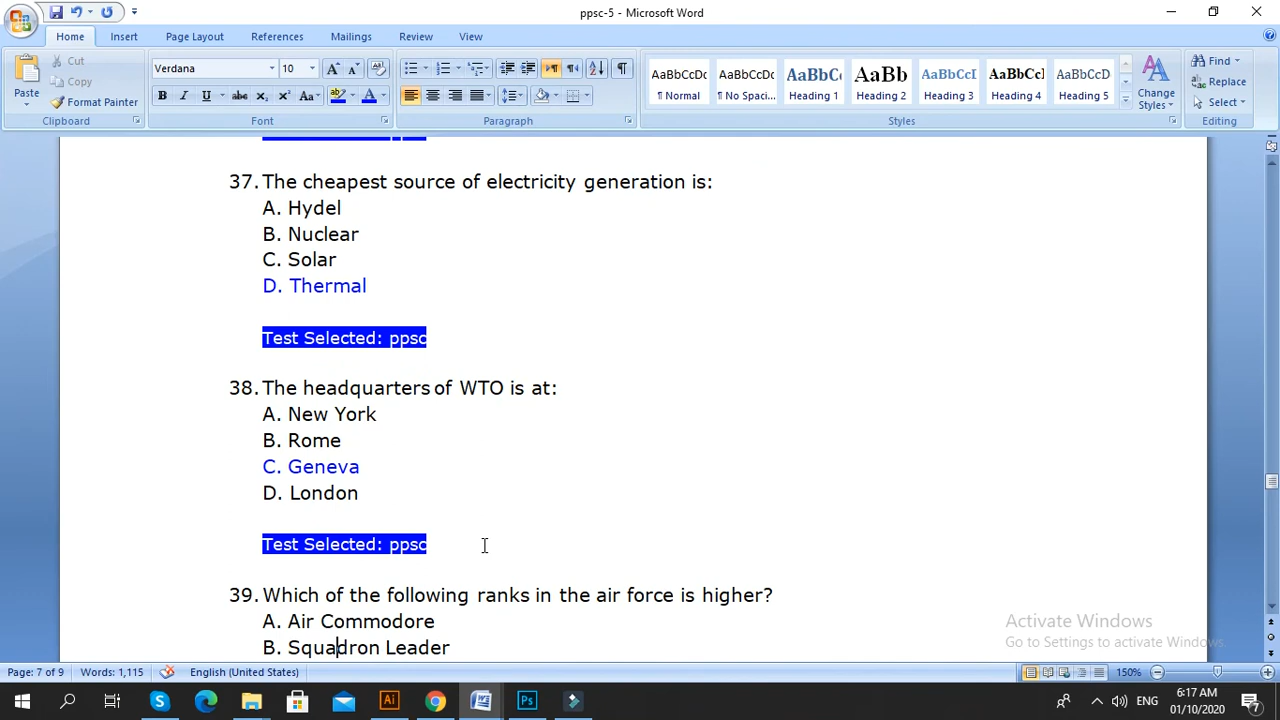 ppsc-5 - Microsoft Word
Home Insert Page Layout References Mailings Review View
Paste Cut Copy Format Painter Clipboard
Verdana 10 Font
Paragraph
AaBbCcDc AaBbCcDc AaBbC AaBb AaBbCcI AaBbCcI AaBbCcD
¶ Normal ¶ No Spaci... Heading 1 Heading 2 Heading 3 Heading 4 Heading 5
Change Styles Styles
Find Replace Select Editing
37. The cheapest source of electricity generation is:
A. Hydel
B. Nuclear
C. Solar
D. Thermal
Test Selected: ppsc
38. The headquarters of WTO is at:
A. New York
B. Rome
C. Geneva
D. London
Test Selected: ppsc
39. Which of the following ranks in the air force is higher?
A. Air Commodore
B. Squadron Leader
Activate Windows
Go to Settings to activate Windows.
Page: 7 of 9 Words: 1,115 English (United States) 150%
ENG 6:17 AM
01/10/2020